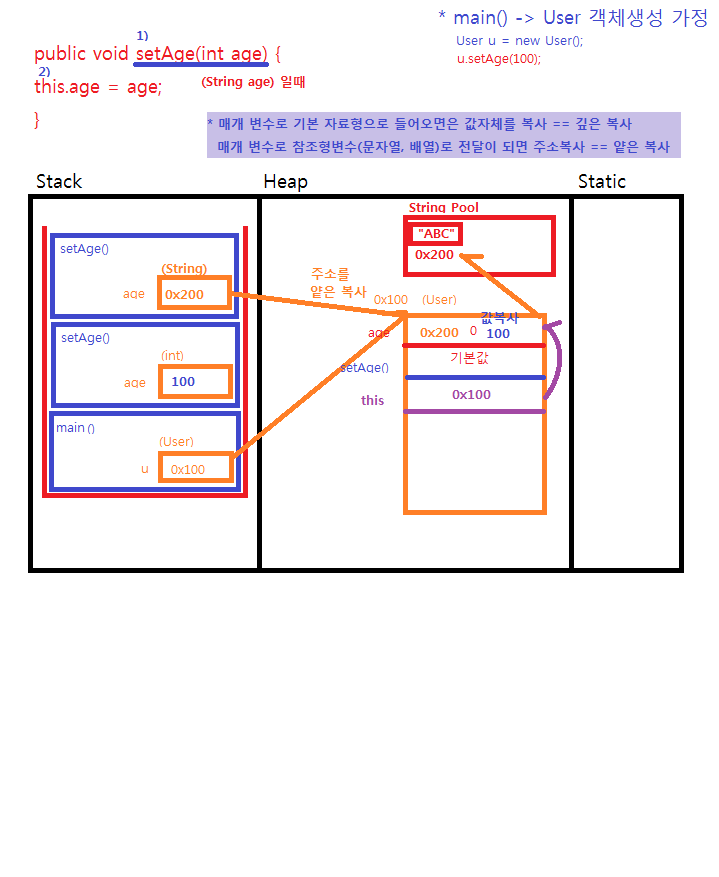 * main() -> User 객체생성 가정
User u = new User();
u.setAge(100);
1)
public void setAge(int age) {
2)
this.age = age;
(String age) 일때
}
* 매개 변수로 기본 자료형으로 들어오면은 값자체를 복사 == 깊은 복사
매개 변수로 참조형변수(문자열, 배열)로 전달이 되면 주소복사 == 얕은 복사
Stack
Heap
Static
String Pool
"ABC"
0x200
setAge()
(String)
age
0x200
주소를
얕은 복사
0x100
(User)
age
0x200
0
값복사
100
setAge()
기본값
this
0x100
setAge()
(int)
age
100
main()
(User)
u
0x100